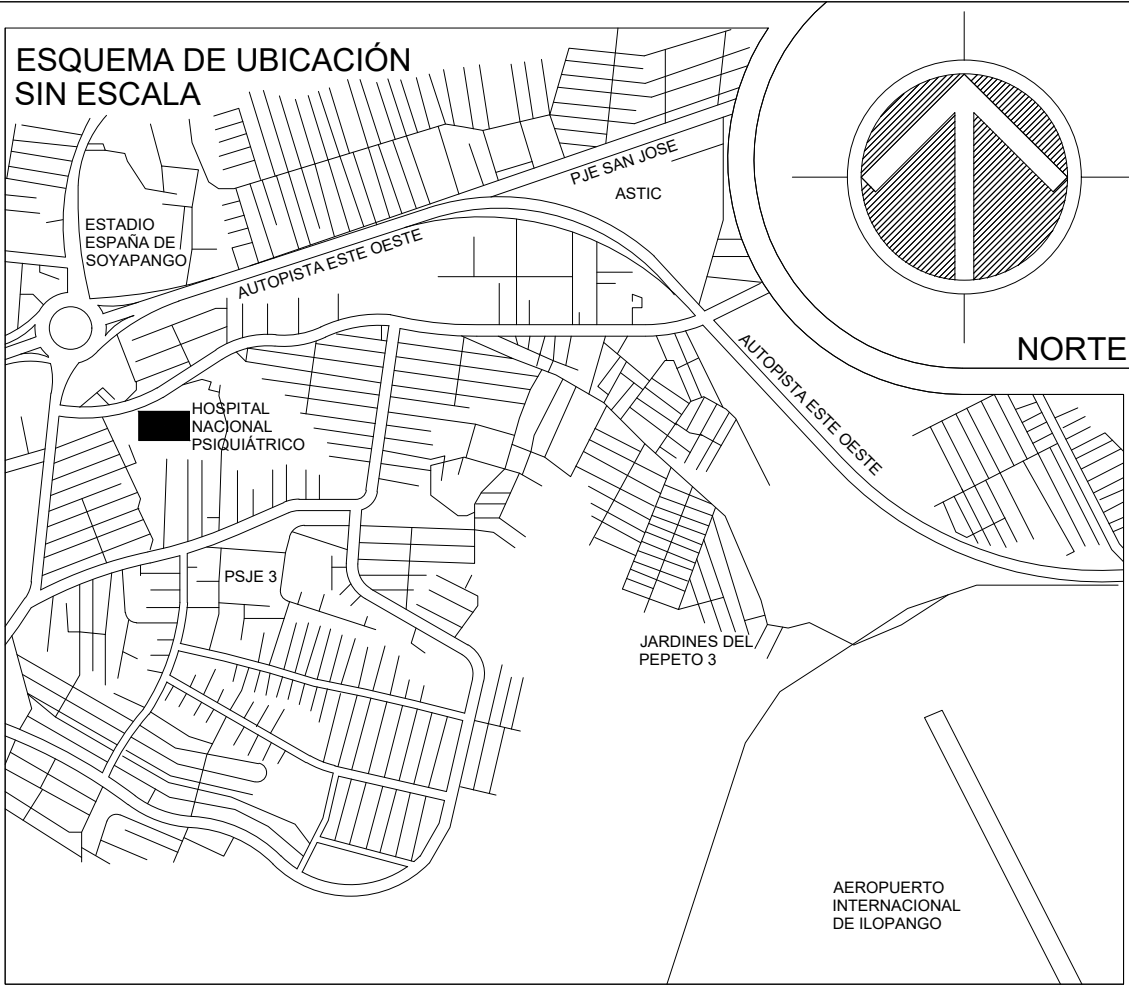 ESQUEMA DE UBICACIÓN
SIN ESCALA
PJE SAN JOSE
ASTIC
ESTADIO
ESPAÑA DE
SOYAPANGO
AUTOPISTA ESTE OESTE
NORTE
AUTOPISTA ESTE OESTE
HOSPITAL
NACIONAL
PSIQUIÁTRICO
PSJE 3
JARDINES DEL
PEPETO 3
AEROPUERTO
INTERNACIONAL
DE ILOPANGO